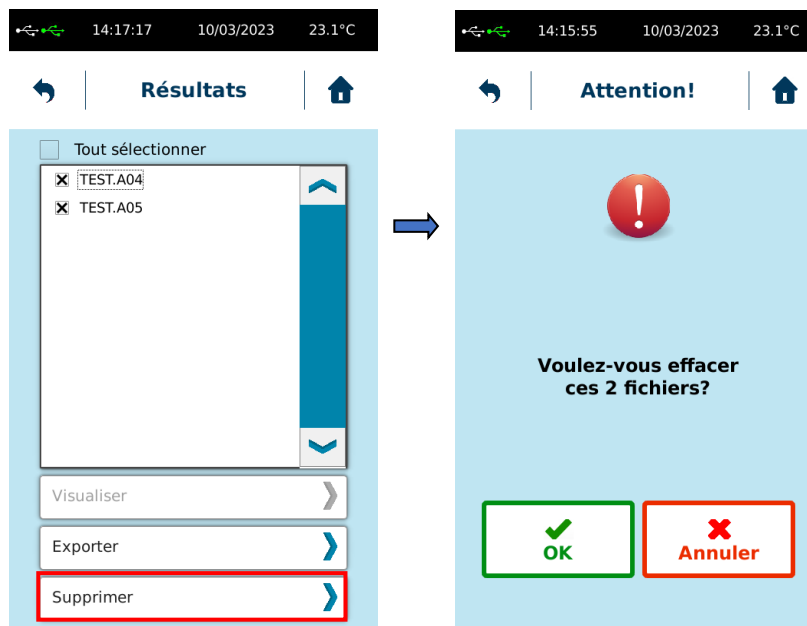 14:17:17 10/03/2023 23.1°C
Résultats
Tout sélectionner
TEST.A04
TEST.A05
Visualiser
Exporter
Supprimer
14:15:55 10/03/2023 23.1°C
Attention!
Voulez-vous effacer
ces 2 fichiers?
OK
Annuler